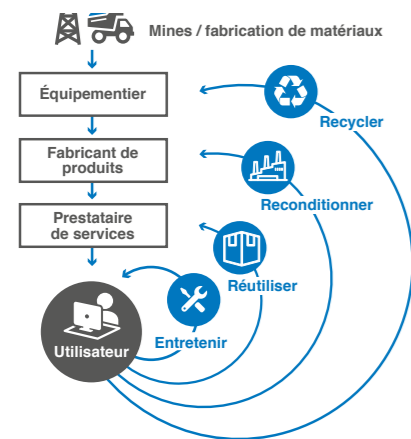 Mines / fabrication de matériaux
Équipementier
Recycler
Fabricant de
produits
Reconditionner
Prestataire
de services
Réutiliser
Entretenir
Utilisateur